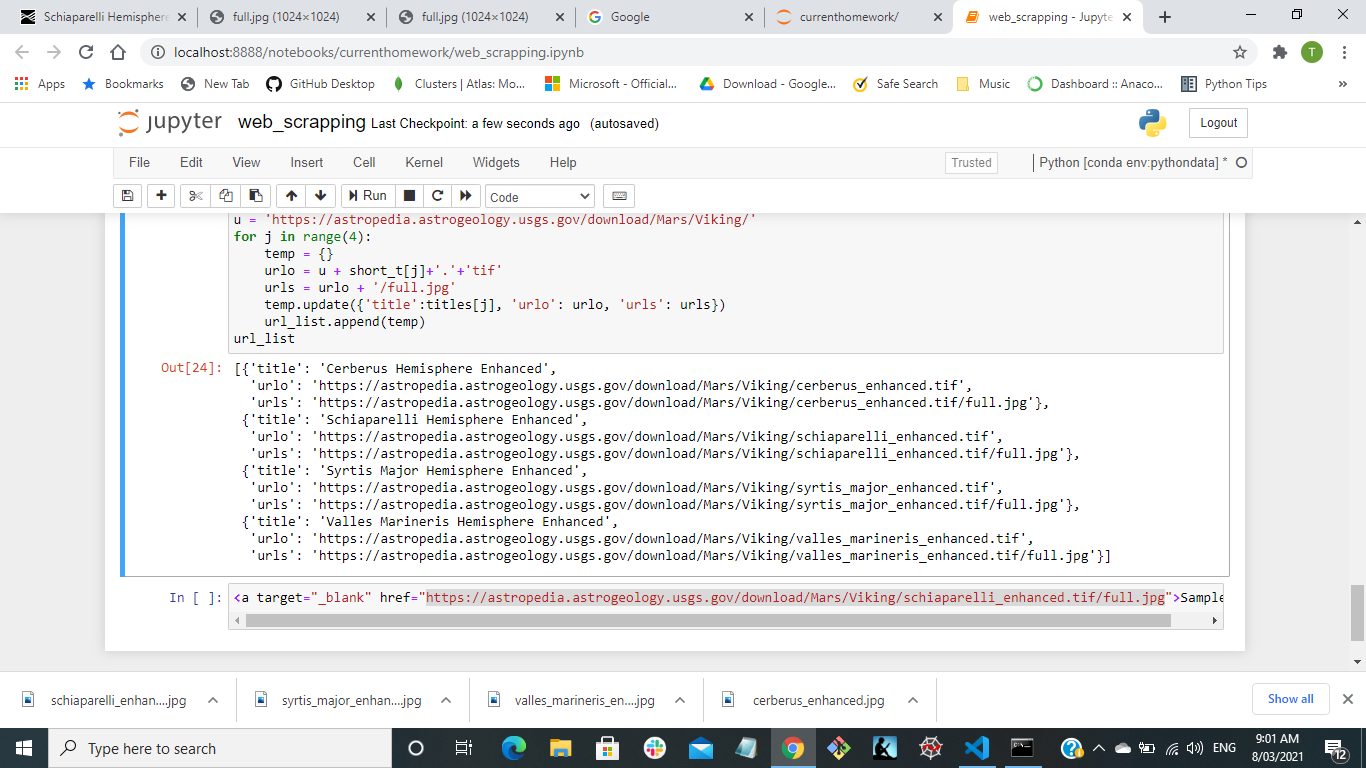 Schiaparelli Hemisphere
full.jpg (1024×1024)
full.jpg (1024×1024)
Google
currenthomework/
web_scrapping - Jupyte
localhost:8888/notebooks/currenthomework/web_scrapping.ipynb
T
Apps
Bookmarks
New Tab
GitHub Desktop
Clusters | Atlas: Mo...
Microsoft - Official...
Download - Google...
Safe Search
Music
Dashboard :: Anaco...
Python Tips
»
jupyter web_scrapping Last Checkpoint: a few seconds ago (autosaved)
Logout
File Edit View Insert Cell Kernel Widgets Help
Trusted
Python [conda env:pythondata] *
Run
Code
u = 'https://astropedia.astrogeology.usgs.gov/download/Mars/Viking/'
for j in range(4):
    temp = {}
    urlo = u + short_t[j]+'.'+'tif'
    urls = urlo + '/full.jpg'
    temp.update({'title':titles[j], 'urlo': urlo, 'urls': urls})
    url_list.append(temp)
url_list
Out[24]: [{'title': 'Cerberus Hemisphere Enhanced',
  'urlo': 'https://astropedia.astrogeology.usgs.gov/download/Mars/Viking/cerberus_enhanced.tif',
  'urls': 'https://astropedia.astrogeology.usgs.gov/download/Mars/Viking/cerberus_enhanced.tif/full.jpg'},
 {'title': 'Schiaparelli Hemisphere Enhanced',
  'urlo': 'https://astropedia.astrogeology.usgs.gov/download/Mars/Viking/schiaparelli_enhanced.tif',
  'urls': 'https://astropedia.astrogeology.usgs.gov/download/Mars/Viking/schiaparelli_enhanced.tif/full.jpg'},
 {'title': 'Syrtis Major Hemisphere Enhanced',
  'urlo': 'https://astropedia.astrogeology.usgs.gov/download/Mars/Viking/syrtis_major_enhanced.tif',
  'urls': 'https://astropedia.astrogeology.usgs.gov/download/Mars/Viking/syrtis_major_enhanced.tif/full.jpg'},
 {'title': 'Valles Marineris Hemisphere Enhanced',
  'urlo': 'https://astropedia.astrogeology.usgs.gov/download/Mars/Viking/valles_marineris_enhanced.tif',
  'urls': 'https://astropedia.astrogeology.usgs.gov/download/Mars/Viking/valles_marineris_enhanced.tif/full.jpg'}]
In [ ]: <a target="_blank" href="https://astropedia.astrogeology.usgs.gov/download/Mars/Viking/schiaparelli_enhanced.tif/full.jpg">Sample
schiaparelli_enhan....jpg
syrtis_major_enhan....jpg
valles_marineris_en....jpg
cerberus_enhanced.jpg
Show all
Type here to search
ENG
9:01 AM
8/03/2021
12